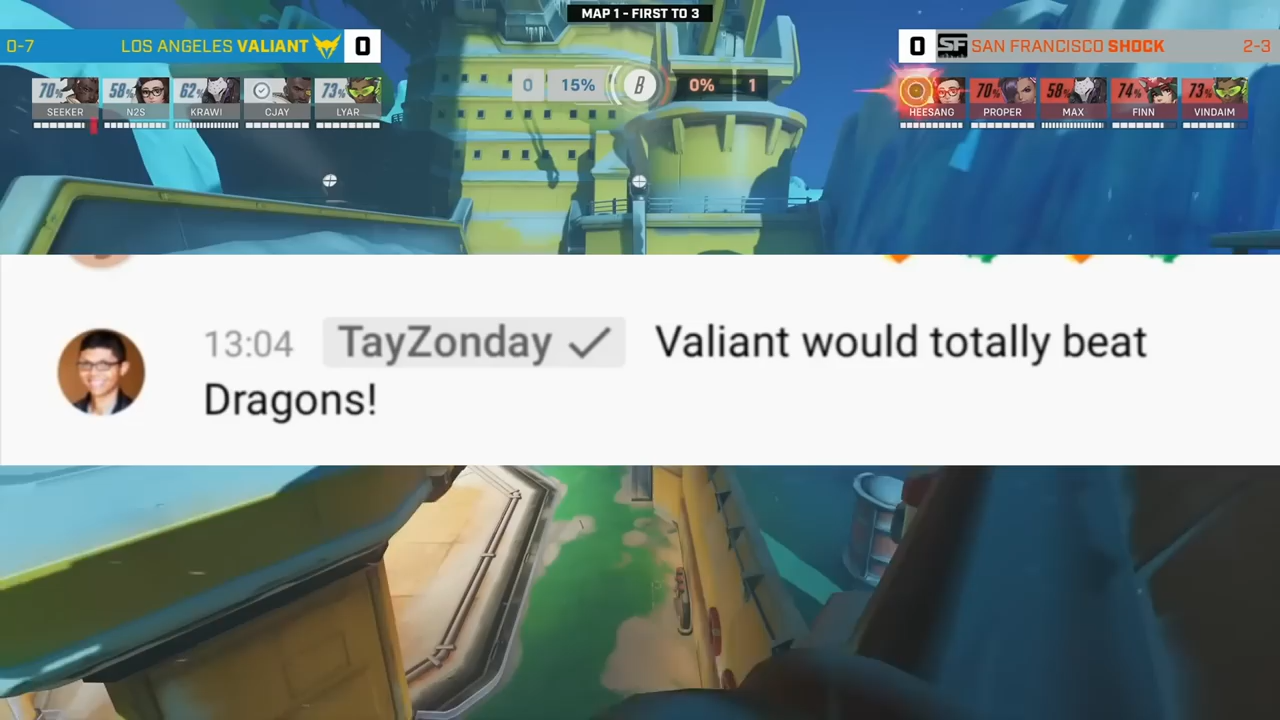 MAP 1 - FIRST TO 3
0-7 LOS ANGELES VALIANT 0
0 SF SAN FRANCISCO SHOCK 2-3
70% 58% 62% 73%
SEEKER N2S KRAWI CJAY LYAR
0 15% B 0% 1
70% 58% 74% 73%
HEESANG PROPER MAX FINN VINDAIM
13:04 TayZonday Valiant would totally beat
Dragons!